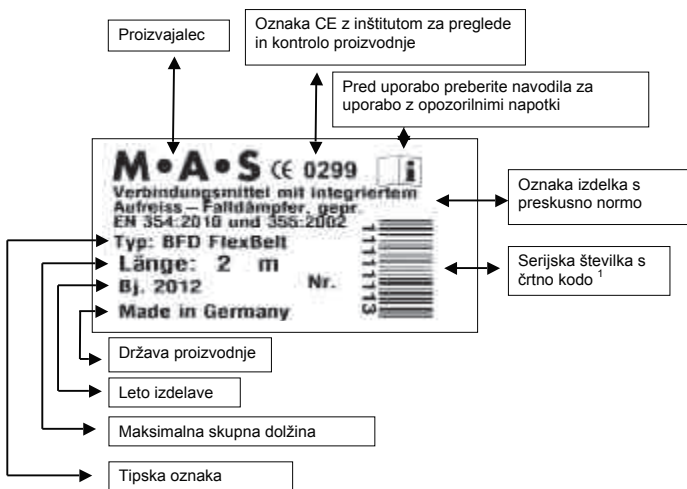 Proizvajalec
Oznaka CE z inštitutom za preglede
in kontrolo proizvodnje
Pred uporabo preberite navodila za
uporabo z opozorilnimi napotki
M•A•S CE 0299 i
Verbindungsmittel mit integriertem
Aufreiss – Falldämpfer, gepr.
EN 354:2010 und 355:2002
Typ: BFD FlexBelt
Länge: 2 m
Bj. 2012 Nr.
Made in Germany
11111113
Oznaka izdelka s
preskusno normo
Serijska številka s
črtno kodo 1
Država proizvodnje
Leto izdelave
Maksimalna skupna dolžina
Tipska oznaka